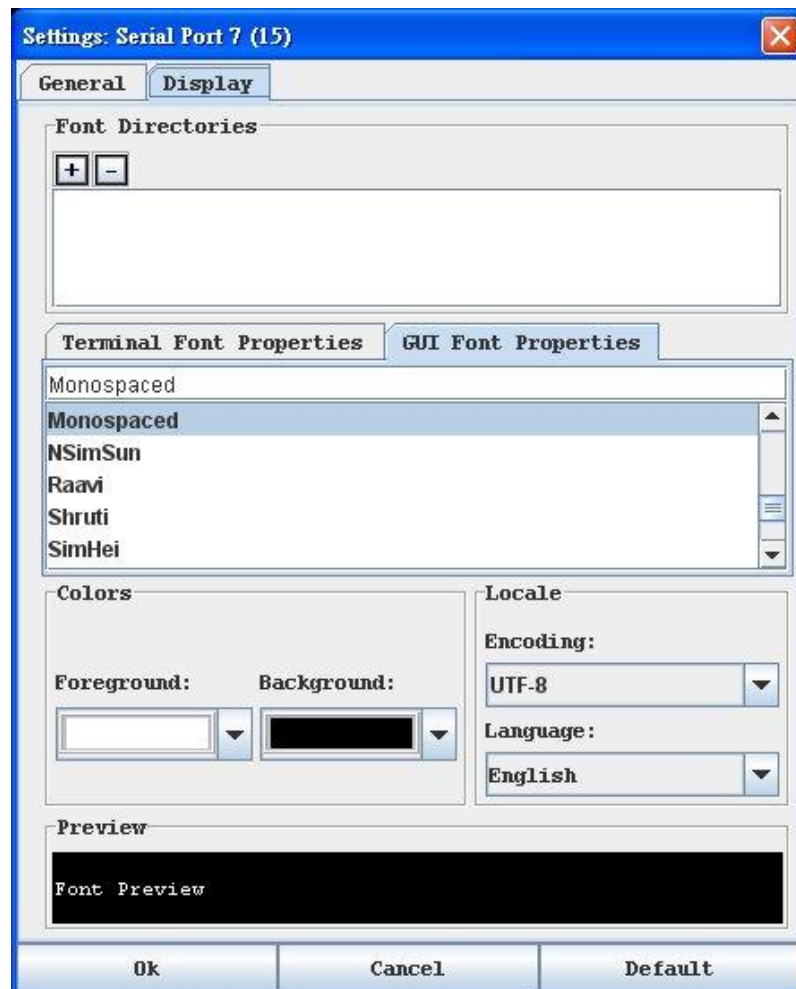 Settings: Serial Port 7 (15)
General Display
Font Directories
+ -
Terminal Font Properties GUI Font Properties
Monospaced
Monospaced
NSimSun
Raavi
Shruti
SimHei
Colors
Locale
Encoding:
Foreground: Background:
UTF-8
Language:
English
Preview
Font Preview
Ok Cancel Default